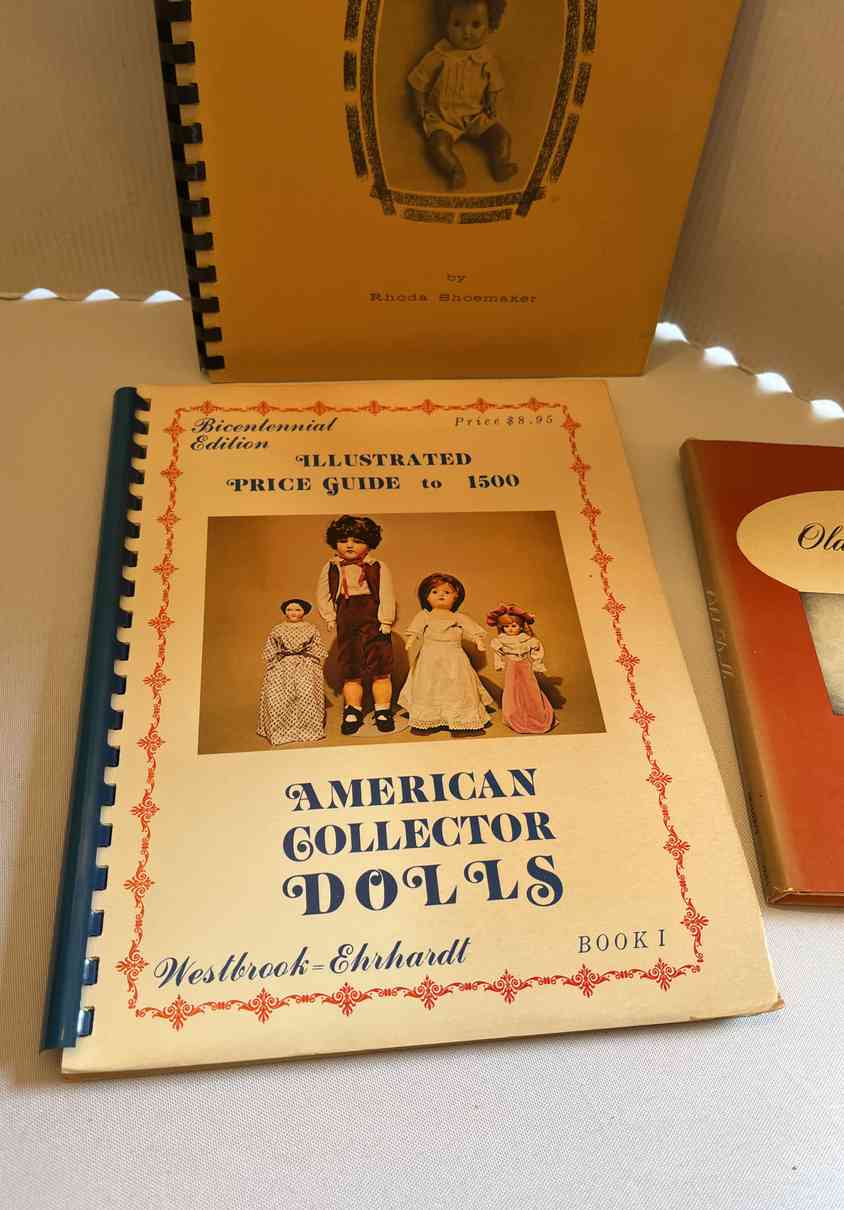 by
Rhoda Shoemaker
Bicentennial
Edition
Price $8.95
ILLUSTRATED
PRICE GUIDE to 1500
AMERICAN
COLLECTOR
DOLLS
Westbrook=Ehrhardt
BOOK I